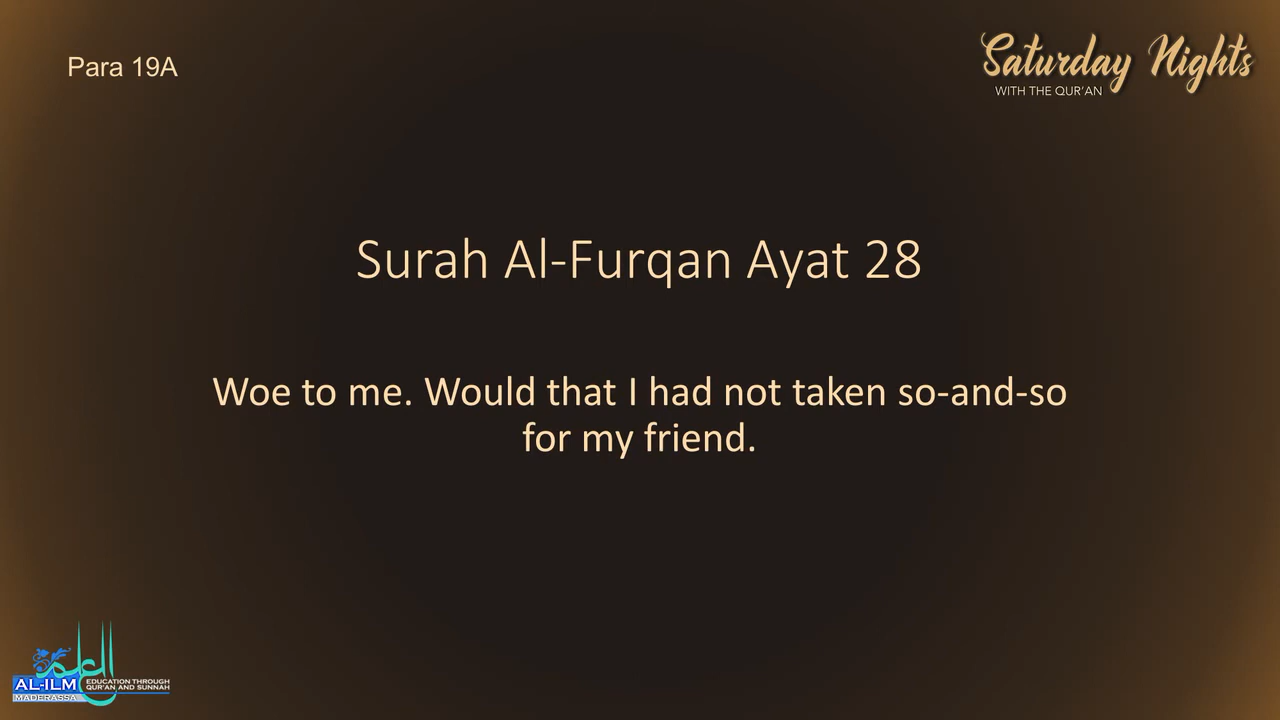 Para 19A
Saturday Nights
WITH THE QUR'AN
Surah Al-Furqan Ayat 28
Woe to me. Would that I had not taken so-and-so
for my friend.
العلم
AL-ILM
MADERASSA
EDUCATION THROUGH
QUR'AN AND SUNNAH